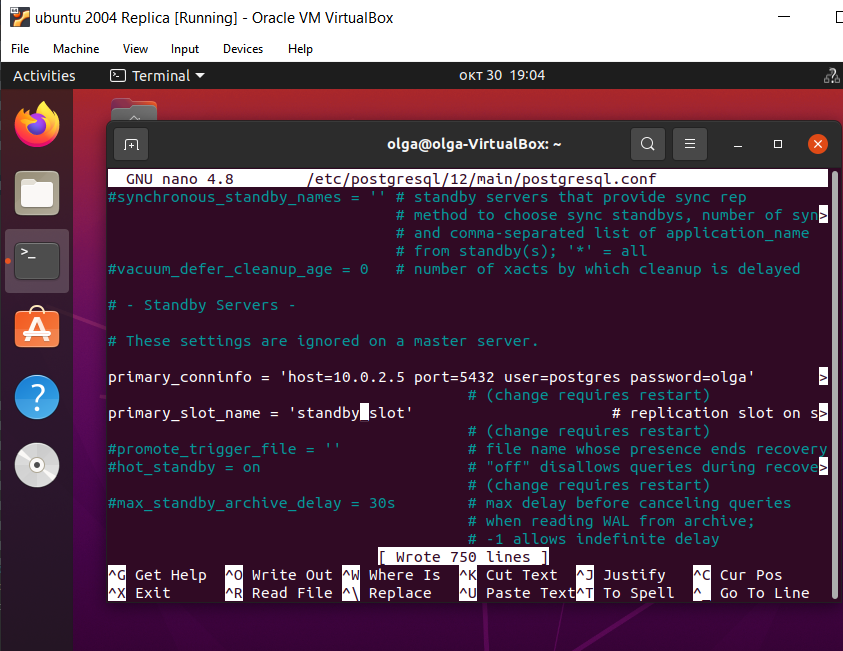 ubuntu 2004 Replica [Running] - Oracle VM VirtualBox
File Machine View Input Devices Help
Activities Terminal окт 30 19:04
olga@olga-VirtualBox: ~
GNU nano 4.8 /etc/postgresql/12/main/postgresql.conf
#synchronous_standby_names = '' # standby servers that provide sync rep
# method to choose sync standbys, number of syn>
# and comma-separated list of application_name
# from standby(s); '*' = all
#vacuum_defer_cleanup_age = 0 # number of xacts by which cleanup is delayed
# - Standby Servers -
# These settings are ignored on a master server.
primary_conninfo = 'host=10.0.2.5 port=5432 user=postgres password=olga' >
# (change requires restart)
primary_slot_name = 'standby_slot' # replication slot on s>
# (change requires restart)
#promote_trigger_file = '' # file name whose presence ends recovery
#hot_standby = on # "off" disallows queries during recove>
# (change requires restart)
#max_standby_archive_delay = 30s # max delay before canceling queries
# when reading WAL from archive;
# -1 allows indefinite delay
[ Wrote 750 lines ]
^G Get Help ^O Write Out ^W Where Is ^K Cut Text ^J Justify ^C Cur Pos
^X Exit ^R Read File ^\ Replace ^U Paste Text ^T To Spell ^_ Go To Line